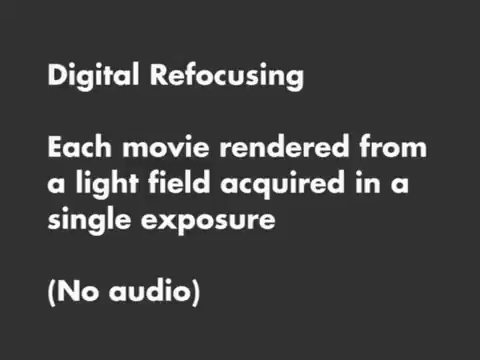 Digital Refocusing
Each movie rendered from
a light field acquired in a
single exposure
(No audio)